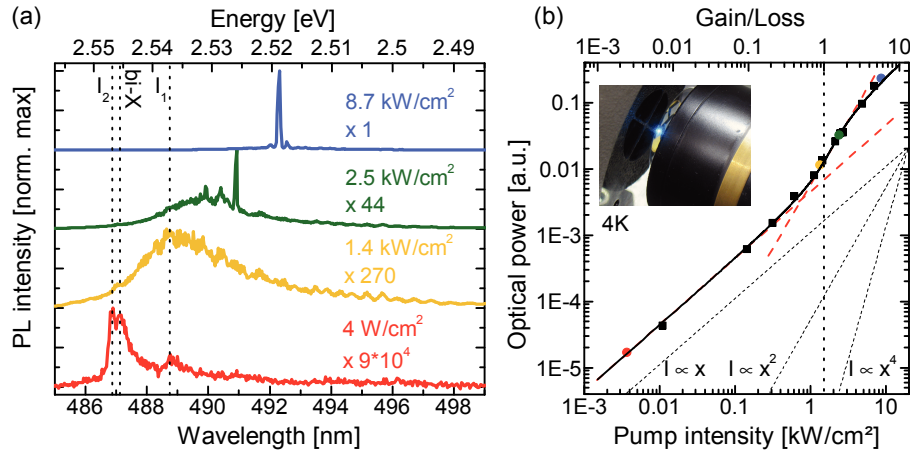 (a)
Energy [eV]
2.55 2.54 2.53 2.52 2.51 2.5 2.49
I₂
bi-X
I₁
8.7 kW/cm²
x 1
2.5 kW/cm²
x 44
1.4 kW/cm²
x 270
4 W/cm²
x 9*10⁴
PL intensity [norm. max]
486 488 490 492 494 496 498
Wavelength [nm]
(b)
Gain/Loss
1E-3 0.01 0.1 1 10
0.1
0.01
1E-3
1E-4
1E-5
Optical power [a.u.]
4K
I ∝ x I ∝ x² I ∝ x⁴
1E-3 0.01 0.1 1 10
Pump intensity [kW/cm²]